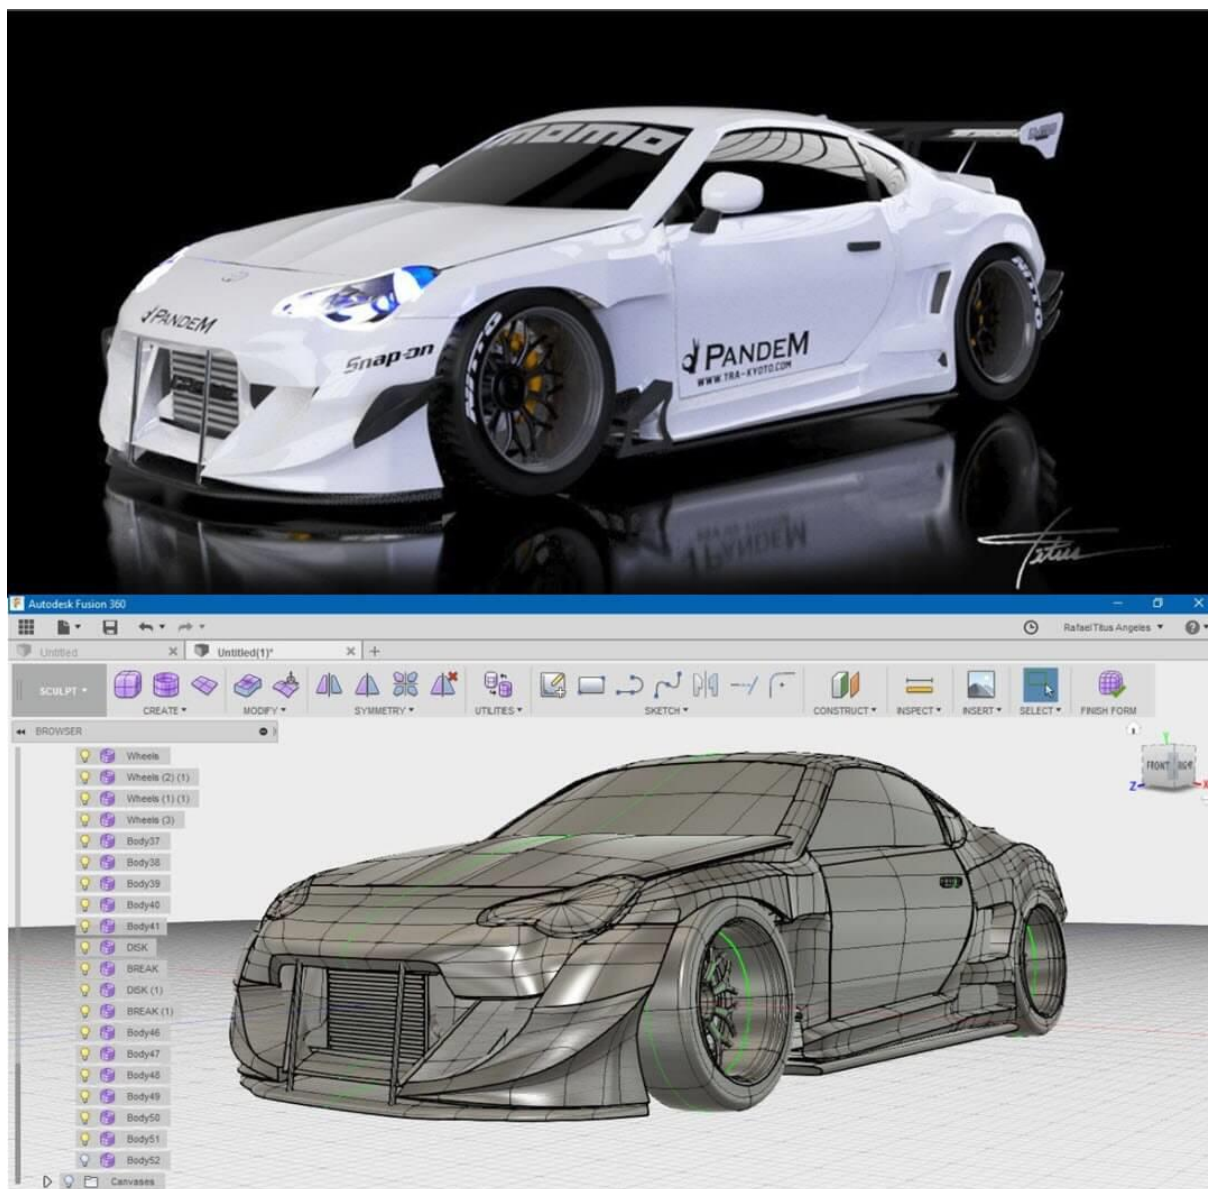 momo
PANDEM
Snap-on
NITTO
NITTO
PANDEM
WWW.TRA-KYOTO.COM
Titus
Autodesk Fusion 360
Rafael Titus Angeles
Untitled
Untitled(1)*
SCULPT
CREATE
MODIFY
SYMMETRY
UTILITIES
SKETCH
CONSTRUCT
INSPECT
INSERT
SELECT
FINISH FORM
BROWSER
Wheels
Wheels (2) (1)
Wheels (1) (1)
Wheels (3)
Body37
Body38
Body39
Body40
Body41
DISK
BREAK
DISK (1)
BREAK (1)
Body46
Body47
Body48
Body49
Body50
Body51
Body52
Canvases
Y
FRONT
Z
X